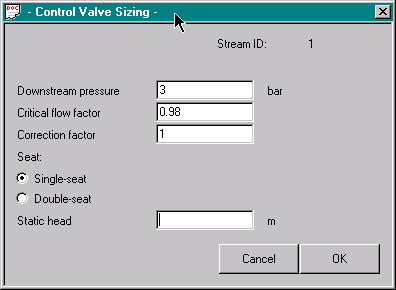 - Control Valve Sizing -
Stream ID: 1
Downstream pressure 3 bar
Critical flow factor 0.98
Correction factor 1
Seat:
Single-seat
Double-seat
Static head m
Cancel OK